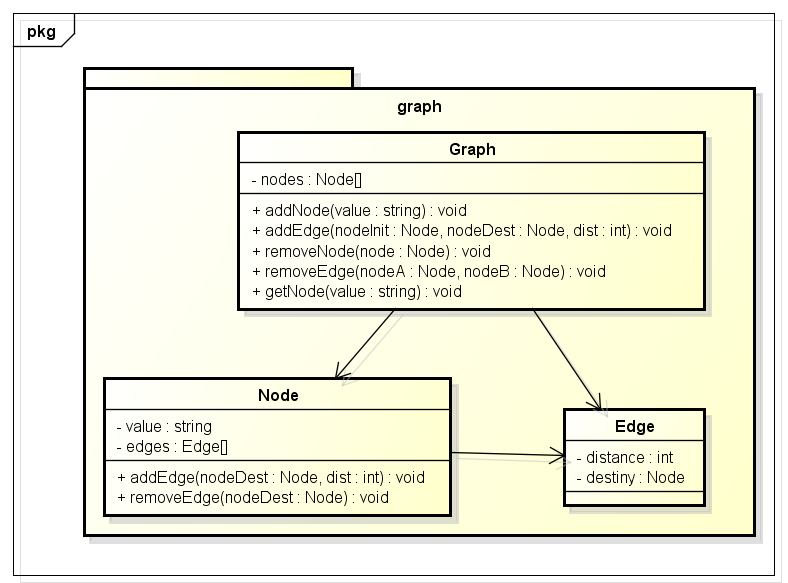 pkg
graph
Graph
- nodes : Node[]
+ addNode(value : string) : void
+ addEdge(nodeInit : Node, nodeDest : Node, dist : int) : void
+ removeNode(node : Node) : void
+ removeEdge(nodeA : Node, nodeB : Node) : void
+ getNode(value : string) : void
Node
- value : string
- edges : Edge[]
+ addEdge(nodeDest : Node, dist : int) : void
+ removeEdge(nodeDest : Node) : void
Edge
- distance : int
- destiny : Node